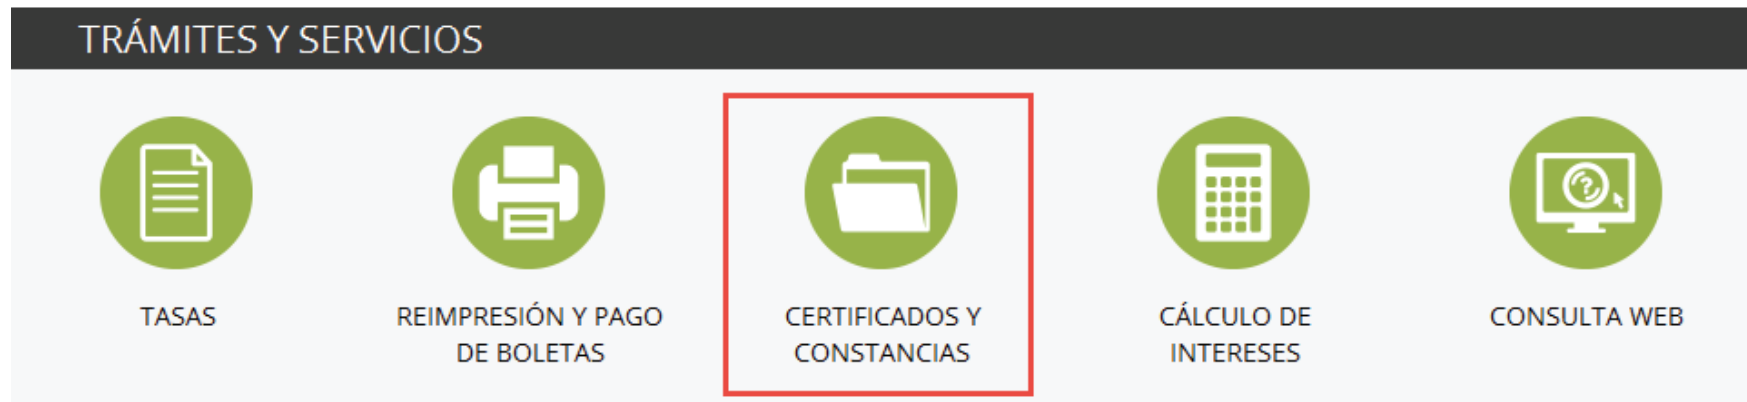 TRÁMITES Y SERVICIOS
TASAS
REIMPRESIÓN Y PAGO
DE BOLETAS
CERTIFICADOS Y
CONSTANCIAS
CÁLCULO DE
INTERESES
CONSULTA WEB